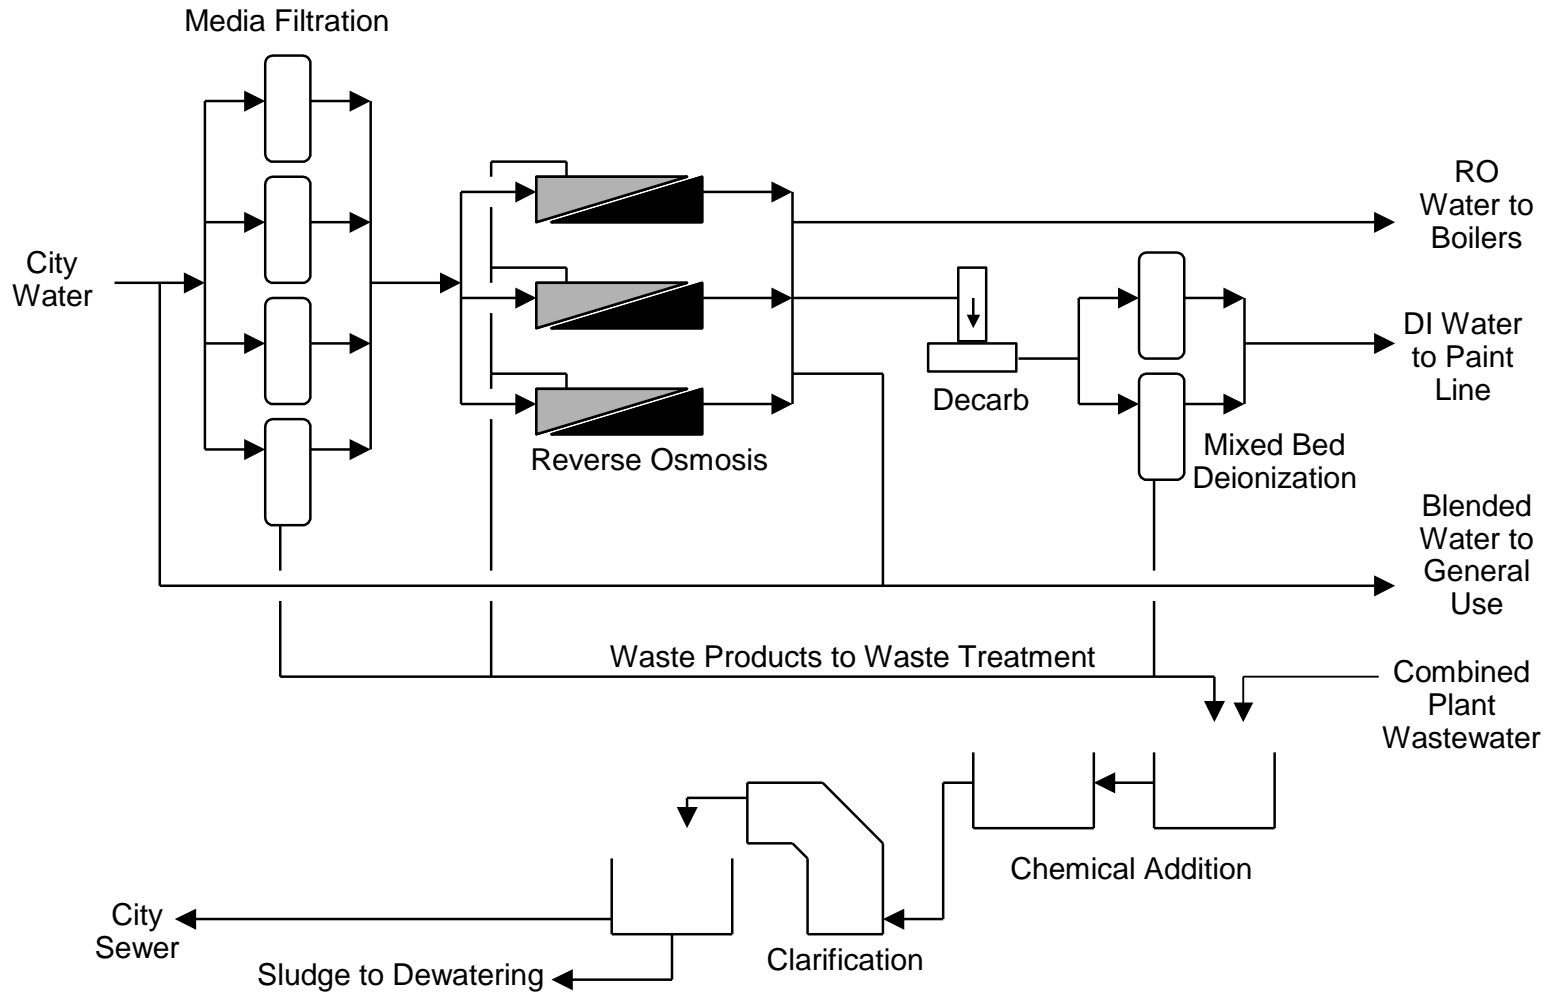 Media Filtration
RO
Water to
Boilers
City
Water
DI Water
to Paint
Line
Decarb
Mixed Bed
Deionization
Reverse Osmosis
Blended
Water to
General
Use
Waste Products to Waste Treatment
Combined
Plant
Wastewater
Chemical Addition
City
Sewer
Clarification
Sludge to Dewatering